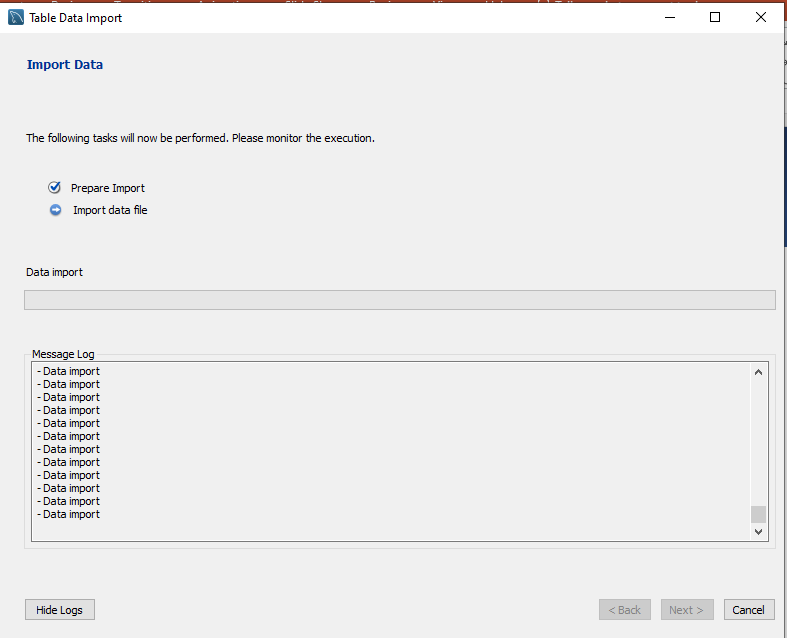 Table Data Import
Import Data
The following tasks will now be performed. Please monitor the execution.
Prepare Import
Import data file
Data import
Message Log
- Data import
- Data import
- Data import
- Data import
- Data import
- Data import
- Data import
- Data import
- Data import
- Data import
- Data import
- Data import
Hide Logs
< Back
Next >
Cancel